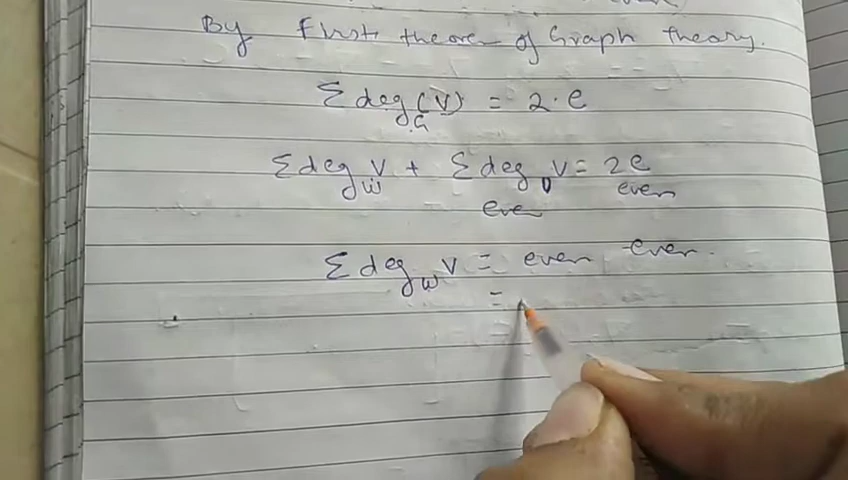 By First theorem of Graph theory.
Σ deg_G (V) = 2 · e
Σ deg_W V + Σ deg_U V = 2e
even even
Σ deg_W V = even - even.
=